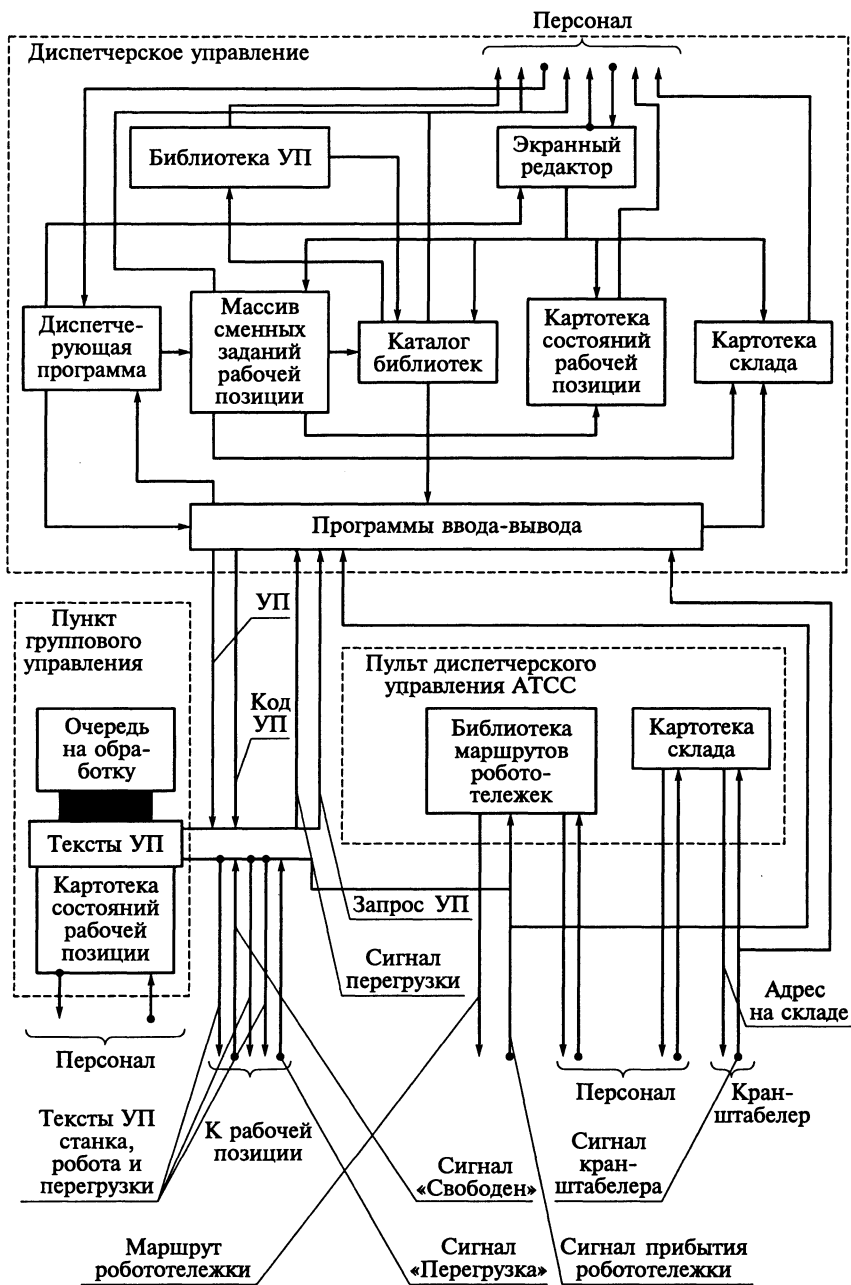 Персонал
Диспетчерское управление
Библиотека УП
Экранный
редактор
Диспетче-
рующая
программа
Массив
сменных
заданий
рабочей
позиции
Каталог
библиотек
Картотека
состояний
рабочей
позиции
Картотека
склада
Программы ввода-вывода
Пункт
группового
управления
УП
Код
УП
Пульт диспетчерского
управления АТСС
Очередь
на обра-
ботку
Библиотека
маршрутов
робото-
тележек
Картотека
склада
Тексты УП
Картотека
состояний
рабочей
позиции
Запрос УП
Сигнал
перегрузки
Адрес
на складе
Персонал
Персонал
Кран-
штабелер
Тексты УП
станка,
робота и
перегрузки
К рабочей
позиции
Сигнал
«Свободен»
Сигнал
кран-
штабелера
Маршрут
робототележки
Сигнал
«Перегрузка»
Сигнал прибытия
робототележки